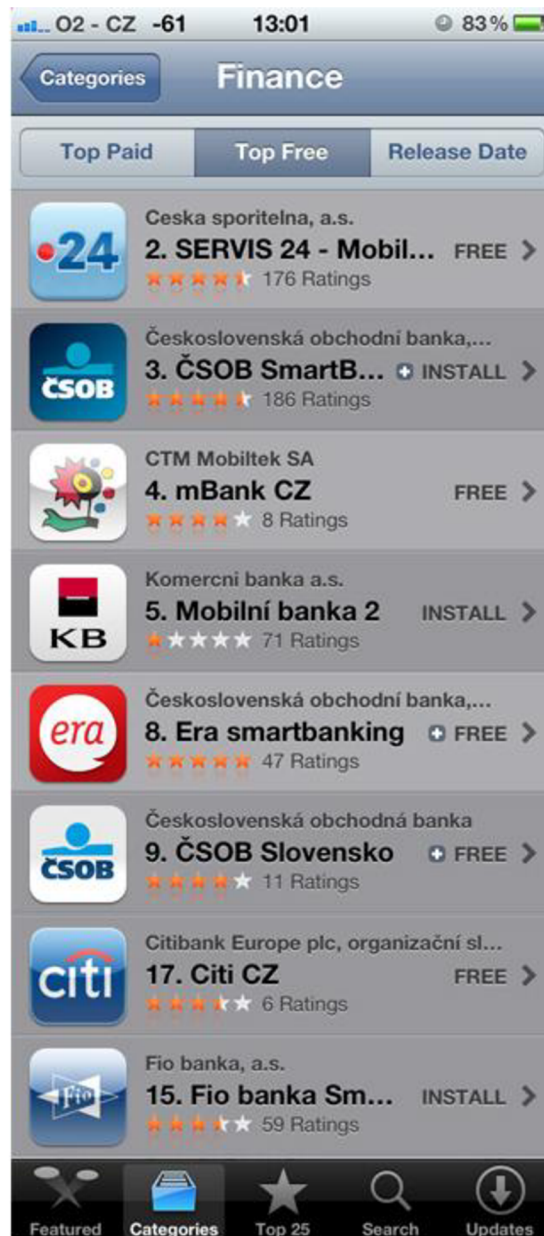 O2 - CZ -61 13:01 83%
Categories Finance
Top Paid Top Free Release Date
24
Ceska sporitelna, a.s.
2. SERVIS 24 - Mobil... FREE
176 Ratings
ČSOB
Československá obchodní banka,...
3. ČSOB SmartB... INSTALL
186 Ratings
CTM Mobiltek SA
4. mBank CZ FREE
8 Ratings
KB
Komercni banka a.s.
5. Mobilní banka 2 INSTALL
71 Ratings
era
Československá obchodní banka,...
8. Era smartbanking FREE
47 Ratings
ČSOB
Československá obchodná banka
9. ČSOB Slovensko FREE
11 Ratings
citi
Citibank Europe plc, organizační sl...
17. Citi CZ FREE
6 Ratings
Fio
Fio banka, a.s.
15. Fio banka Sm... INSTALL
59 Ratings
Featured Categories Top 25 Search Updates